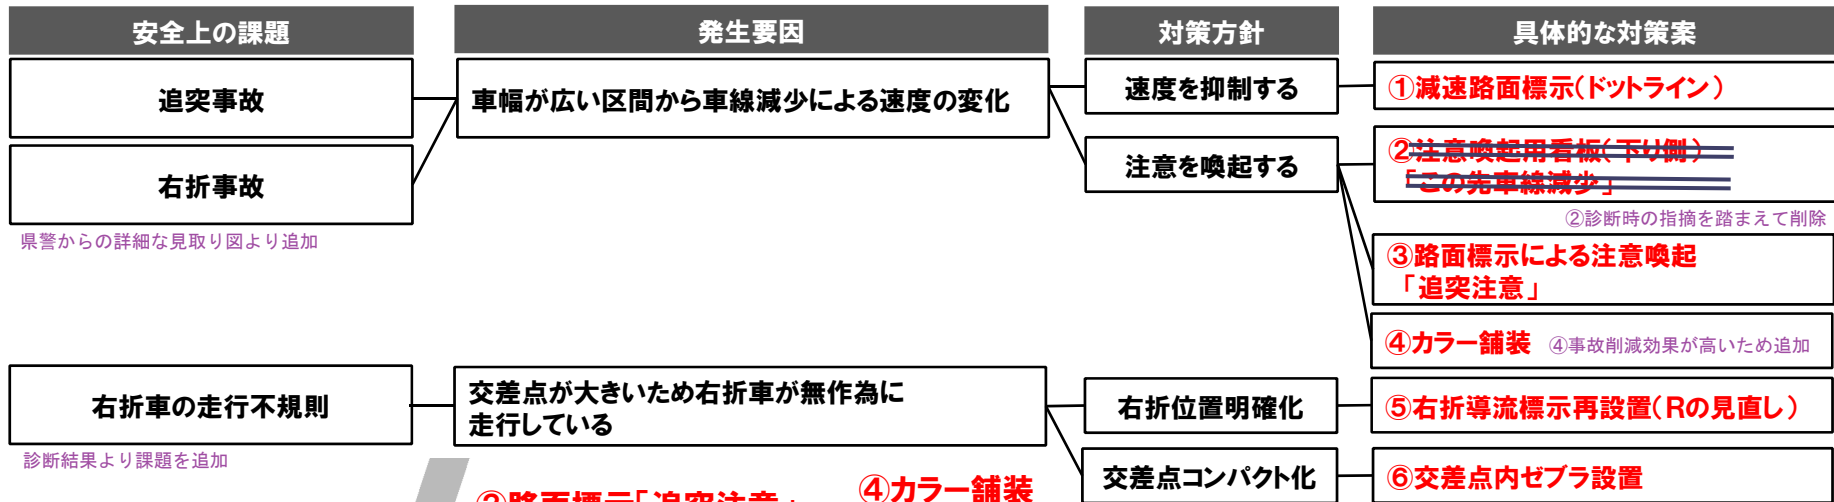 安全上の課題
発生要因
対策方針
具体的な対策案
追突事故
車幅が広い区間から車線減少による速度の変化
速度を抑制する
①減速路面標示(ドットライン)
右折事故
注意を喚起する
②注意喚起用看板(下り側)
「この先車線減少」
②診断時の指摘を踏まえて削除
県警からの詳細な見取り図より追加
③路面標示による注意喚起
「追突注意」
④カラー舗装 ④事故削減効果が高いため追加
右折車の走行不規則
交差点が大きいため右折車が無作為に
走行している
右折位置明確化
⑤右折導流標示再設置(Rの見直し)
診断結果より課題を追加
交差点コンパクト化
⑥交差点内ゼブラ設置
④カラー舗装
③路面標示「追突注意」